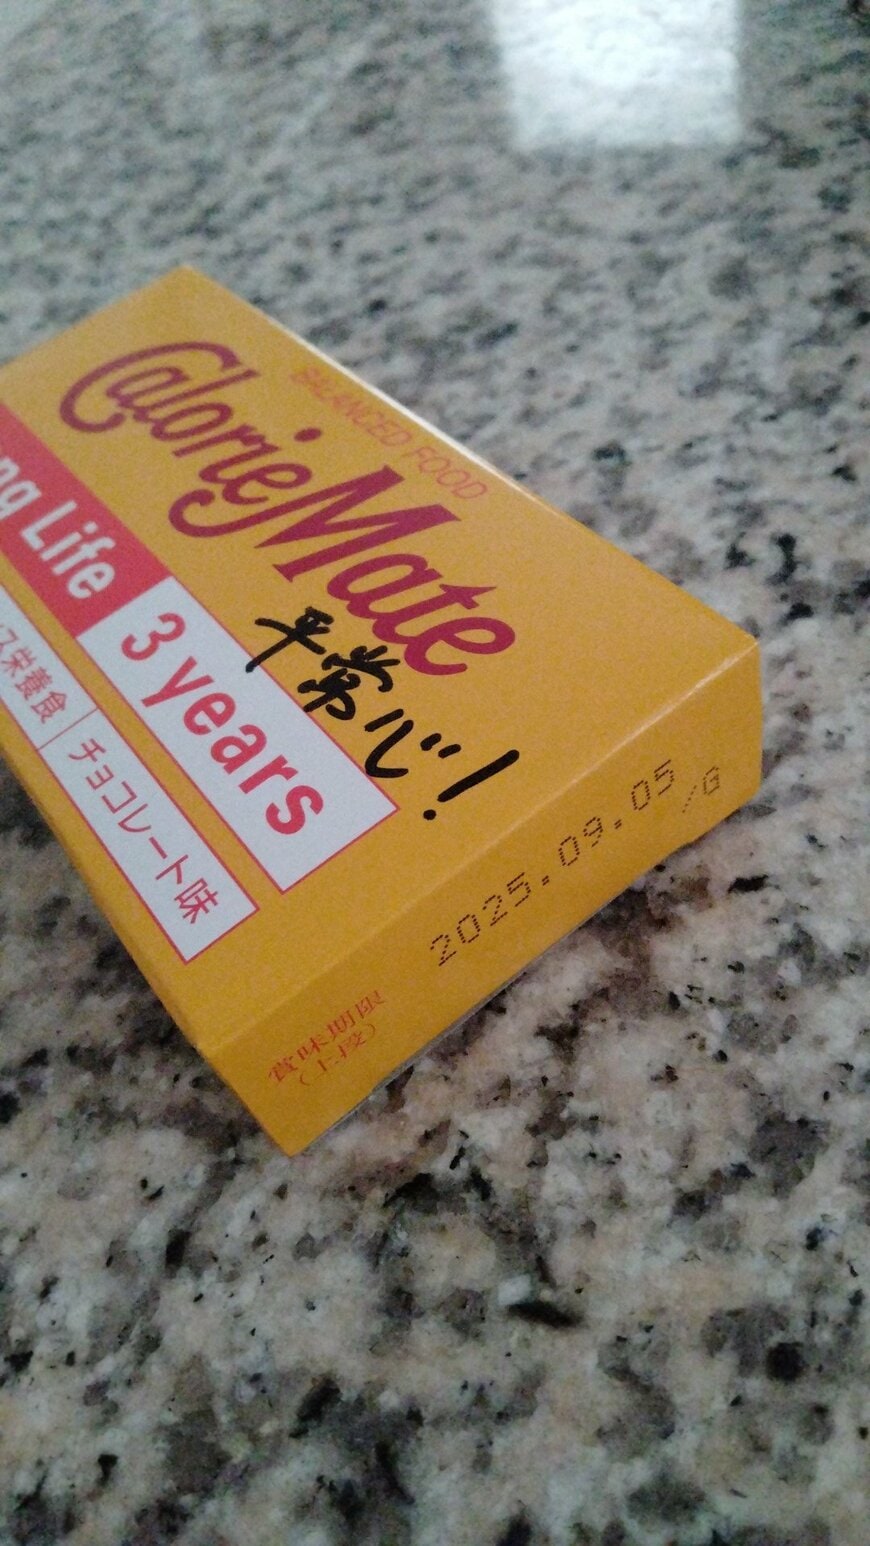 BALANCED FOOD
CalorieMate
ng Life 3 years
ス栄養食 チョコレート味
平常心!
2025.09.05
/G
賞味期限
(上段)